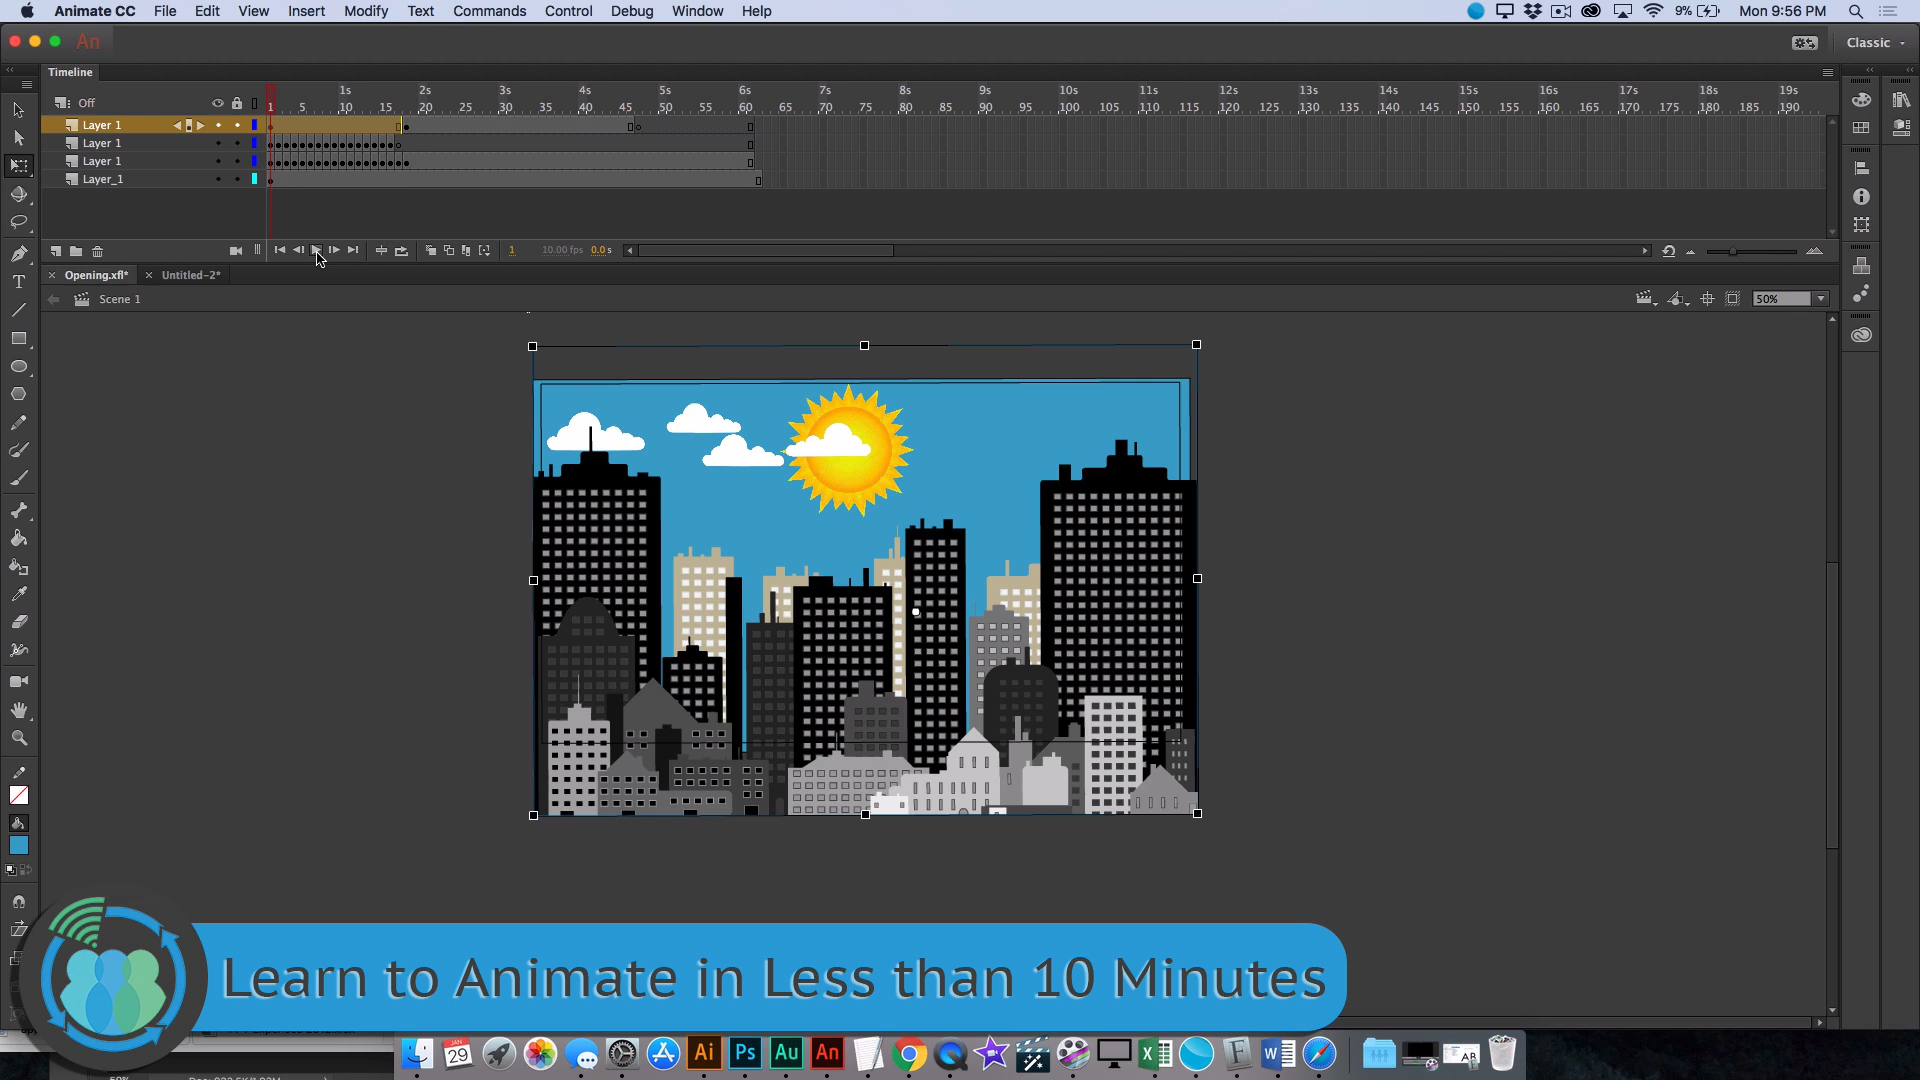 Animate CC File Edit View Insert Modify Text Commands Control Debug Window Help 9% Mon 9:56 PM
An Classic
Timeline
1s 2s 3s 4s 5s 6s 7s 8s 9s 10s 11s 12s 13s 14s 15s 16s 17s 18s 19s
Off 1 5 10 15 20 25 30 35 40 45 50 55 60 65 70 75 80 85 90 95 100 105 110 115 120 125 130 135 140 145 150 155 160 165 170 175 180 185 190
Layer 1
Layer 1
Layer 1
Layer_1
1 10.00 fps 0.0 s
Opening.xfl* Untitled-2*
Scene 1 50%
Learn to Animate in Less than 10 Minutes
JAN
29 Ai Ps Au An X W AB